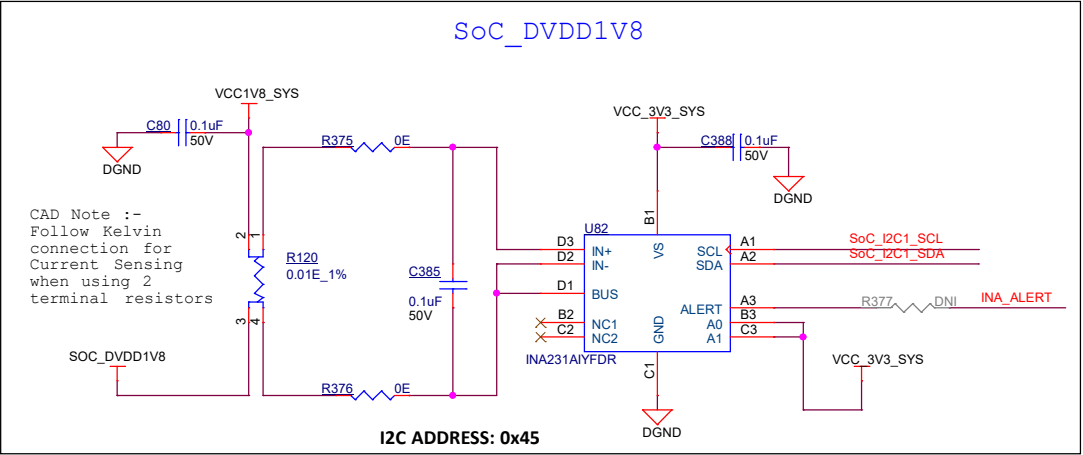 SoC_DVDD1V8
VCC1V8_SYS
C80
0.1uF
50V
DGND
R375
0E
VCC_3V3_SYS
C388
0.1uF
50V
DGND
CAD Note :-
Follow Kelvin
connection for
Current Sensing
when using 2
terminal resistors
2
1
R120
0.01E_1%
3
4
C385
0.1uF
50V
B1
U82
D3
IN+
D2
IN-
D1
BUS
B2
NC1
C2
NC2
VS
GND
SCL
A1
SoC_I2C1_SCL
SDA
A2
SoC_I2C1_SDA
ALERT
A3
R377
DNI
INA_ALERT
A0
B3
A1
C3
INA231AIYFDR
C1
DGND
VCC_3V3_SYS
SOC_DVDD1V8
R376
0E
I2C ADDRESS: 0x45